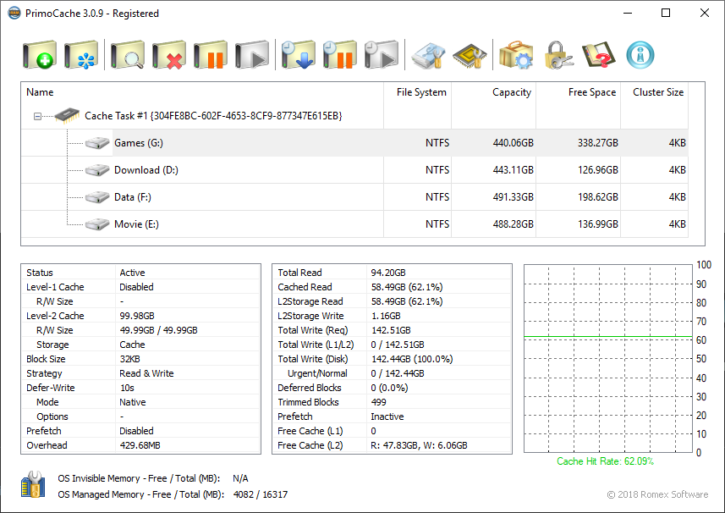 PrimoCache 3.0.9 - Registered
Name File System Capacity Free Space Cluster Size
Cache Task #1 {304FE8BC-602F-4653-8CF9-877347E615EB}
Games (G:) NTFS 440.06GB 338.27GB 4KB
Download (D:) NTFS 443.11GB 126.96GB 4KB
Data (F:) NTFS 491.33GB 198.62GB 4KB
Movie (E:) NTFS 488.28GB 136.99GB 4KB
Status Active
Level-1 Cache Disabled
R/W Size -
Level-2 Cache 99.98GB
R/W Size 49.99GB / 49.99GB
Storage Cache
Block Size 32KB
Strategy Read & Write
Defer-Write 10s
Mode Native
Options -
Prefetch Disabled
Overhead 429.68MB
Total Read 94.20GB
Cached Read 58.49GB (62.1%)
L2Storage Read 58.49GB (62.1%)
L2Storage Write 1.16GB
Total Write (Req) 142.51GB
Total Write (L1/L2) 0 / 142.51GB
Total Write (Disk) 142.44GB (100.0%)
Urgent/Normal 0 / 142.44GB
Deferred Blocks 0 (0.0%)
Trimmed Blocks 499
Prefetch Inactive
Free Cache (L1) 0
Free Cache (L2) R: 47.83GB, W: 6.06GB
100
90
80
70
60
50
40
30
20
10
0
Cache Hit Rate: 62.09%
OS Invisible Memory - Free / Total (MB): N/A
OS Managed Memory - Free / Total (MB): 4082 / 16317
© 2018 Romex Software